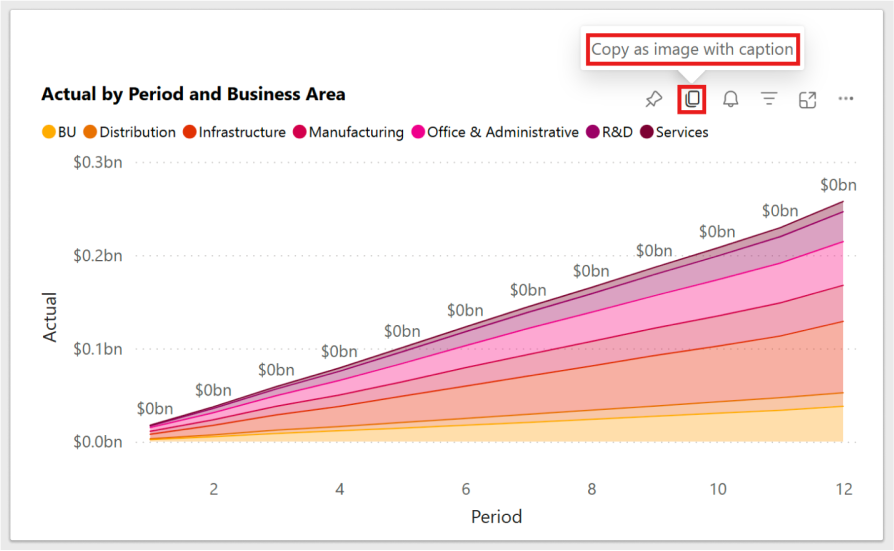 Copy as image with caption
Actual by Period and Business Area
BU Distribution Infrastructure Manufacturing Office & Administrative R&D Services
$0.3bn
$0bn
$0bn
$0bn
$0.2bn
$0bn
$0bn
$0bn
$0bn
$0bn
$0.1bn
$0bn
$0bn
$0bn
$0bn
$0.0bn
Actual
2 4 6 8 10 12
Period